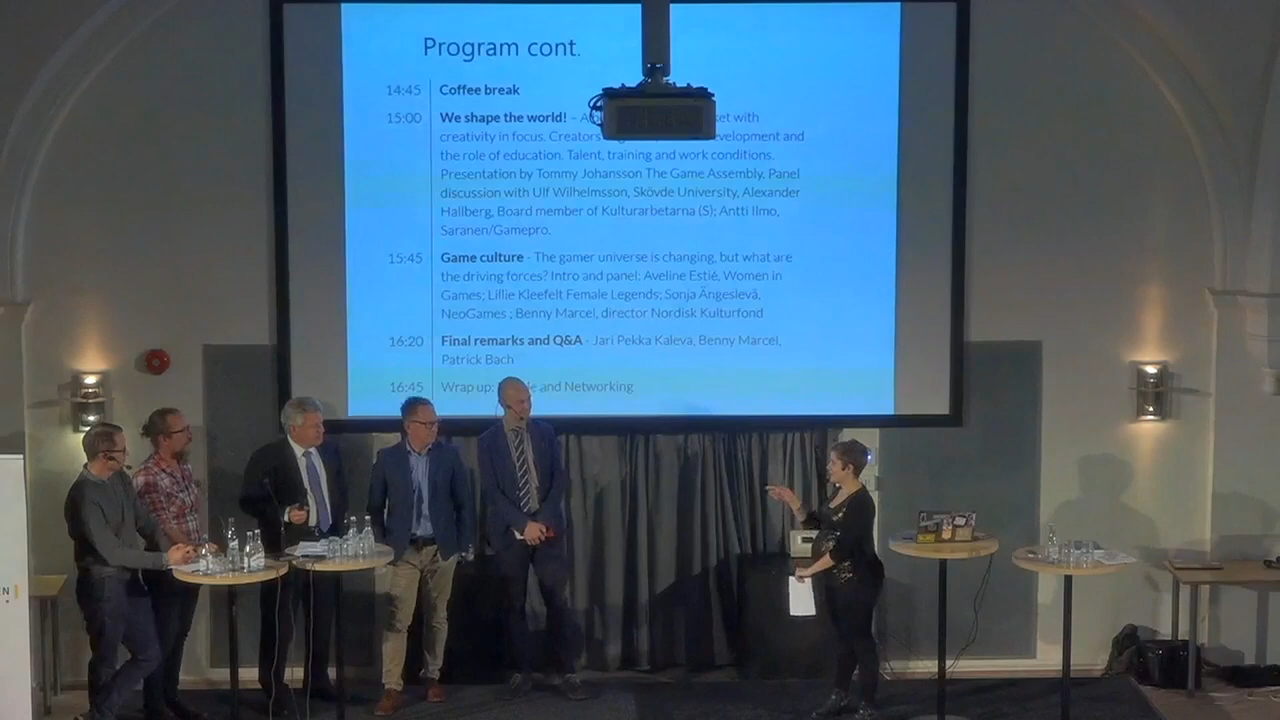 Program cont.
14:45 Coffee break
15:00 We shape the world! - ket with
creativity in focus. Creators velopment and
the role of education. Talent, training and work conditions.
Presentation by Tommy Johansson The Game Assembly. Panel
discussion with Ulf Wilhelmsson, Skövde University, Alexander
Hallberg, Board member of Kulturarbetarna (S); Antti Ilmo,
Saranen/Gamepro.
15:45 Game culture - The gamer universe is changing, but what are
the driving forces? Intro and panel: Aveline Estié, Women in
Games; Lillie Kleefelt Female Legends; Sonja Ängeslevä,
NeoGames ; Benny Marcel, director Nordisk Kulturfond
16:20 Final remarks and Q&A - Jari Pekka Kaleva, Benny Marcel,
Patrick Bach
16:45 Wrap up: and Networking
EN